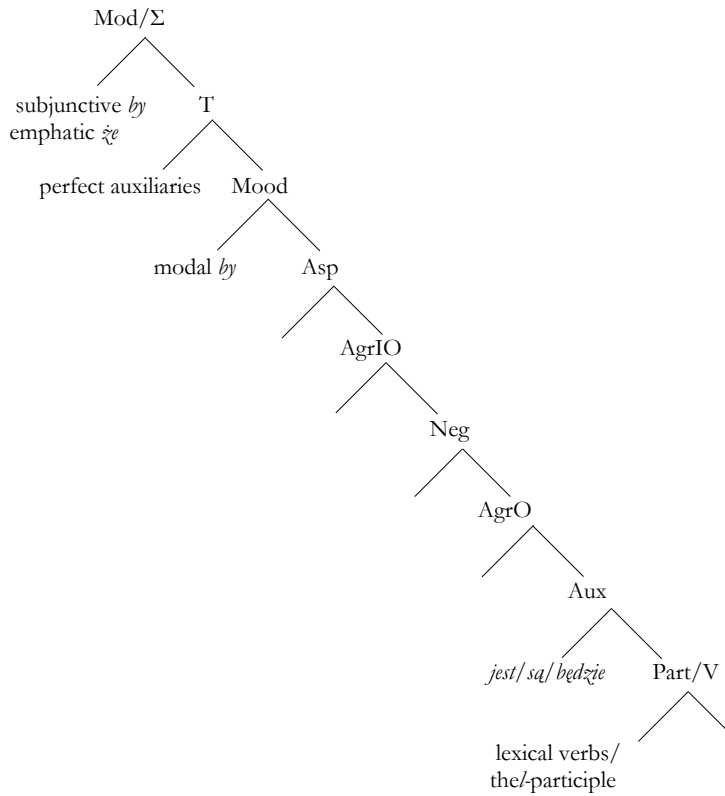 Mod/Σ
subjunctive by
emphatic że
T
perfect auxiliaries
Mood
modal by
Asp
AgrIO
Neg
AgrO
Aux
jest/są/będzie
Part/V
lexical verbs/
thel-participle